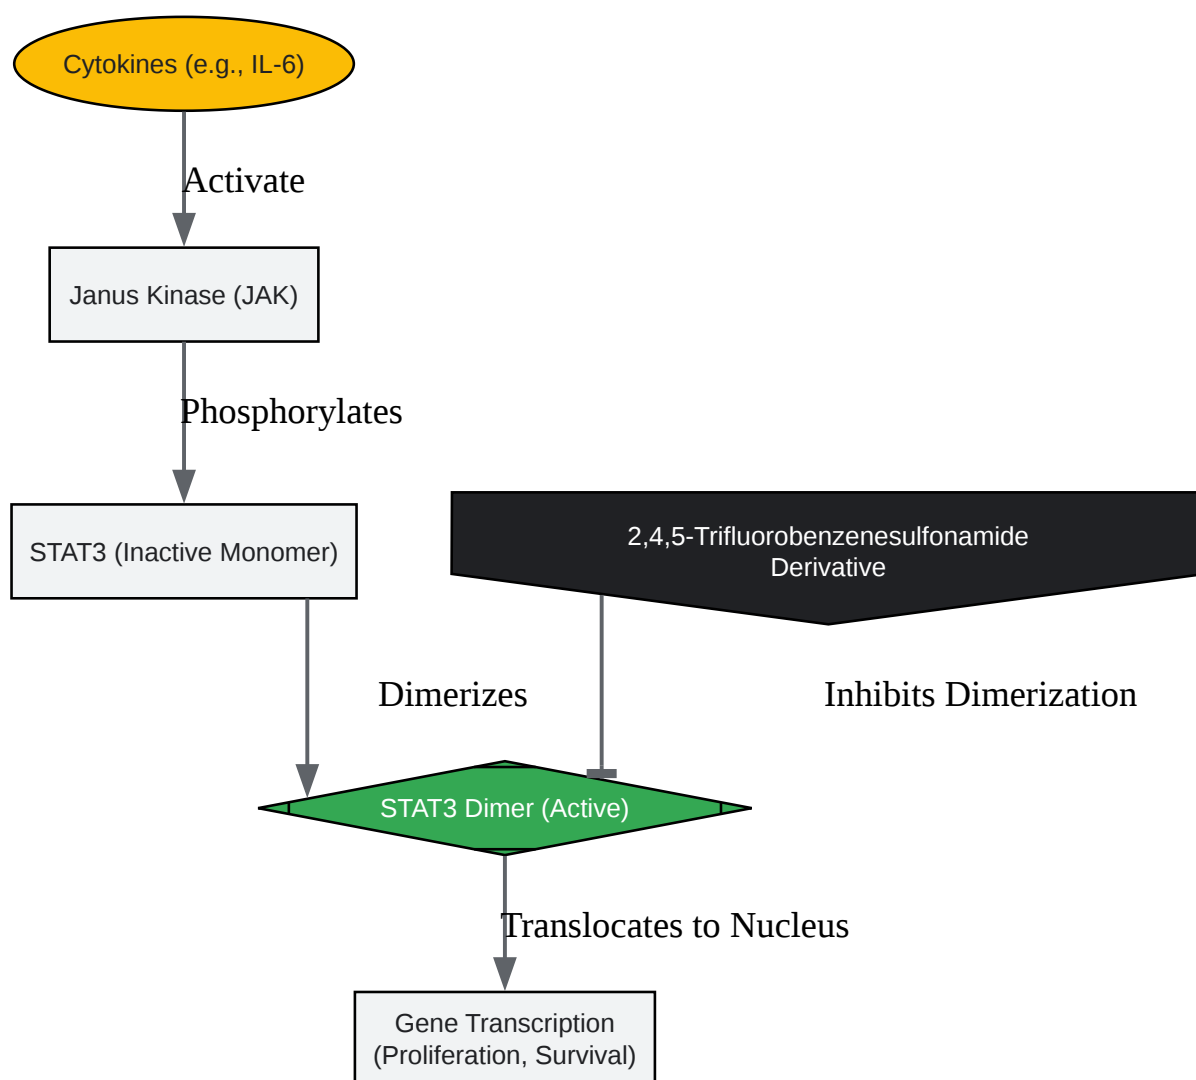 Cytokines (e.g., IL-6)
Activate
Janus Kinase (JAK)
Phosphorylates
STAT3 (Inactive Monomer)
2,4,5-Trifluorobenzenesulfonamide
Derivative
Dimerizes
Inhibits Dimerization
STAT3 Dimer (Active)
Translocates to Nucleus
Gene Transcription
(Proliferation, Survival)